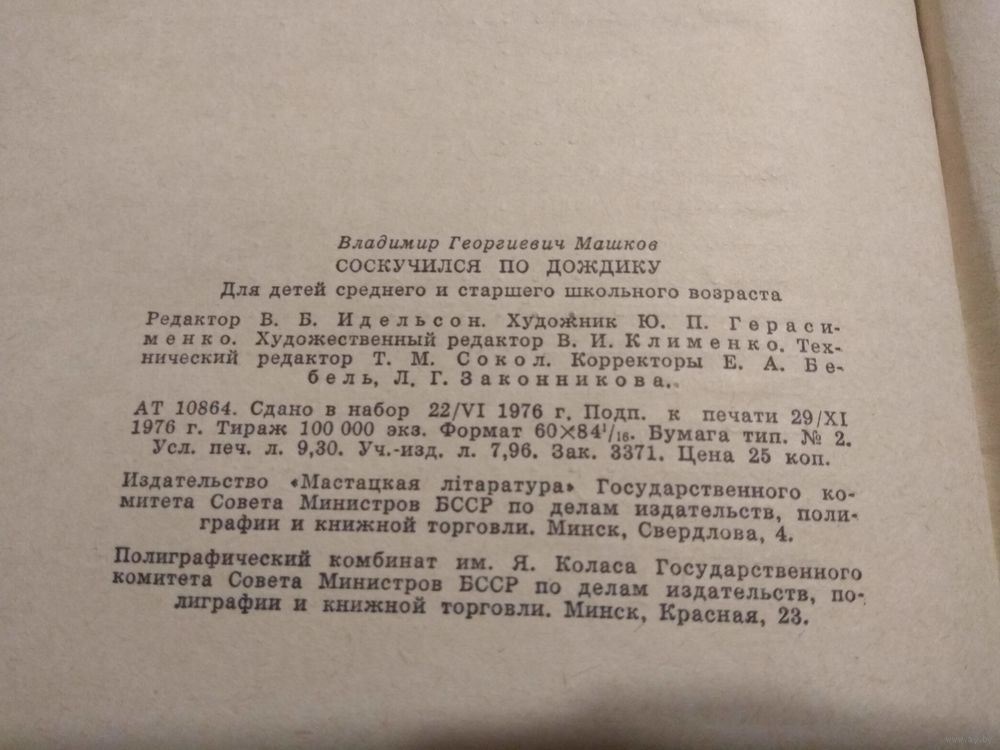 Владимир Георгиевич Машков
СОСКУЧИЛСЯ ПО ДОЖДИКУ
Для детей среднего и старшего школьного возраста
Редактор В. Б. Идельсон. Художник Ю. П. Гераси-
менко. Художественный редактор В. И. Клименко. Тех-
нический редактор Т. М. Сокол. Корректоры Е. А. Бе-
бель, Л. Г. Законникова.
АТ 10864. Сдано в набор 22/VI 1976 г. Подп. к печати 29/XI
1976 г. Тираж 100 000 экз. Формат 60×84¹/₁₆. Бумага тип. № 2.
Усл. печ. л. 9,30. Уч.-изд. л. 7,96. Зак. 3371. Цена 25 коп.
Издательство «Мастацкая літаратура» Государственного ко-
митета Совета Министров БССР по делам издательств, поли-
графии и книжной торговли. Минск, Свердлова, 4.
Полиграфический комбинат им. Я. Коласа Государственного
комитета Совета Министров БССР по делам издательств, по-
лиграфии и книжной торговли. Минск, Красная, 23.